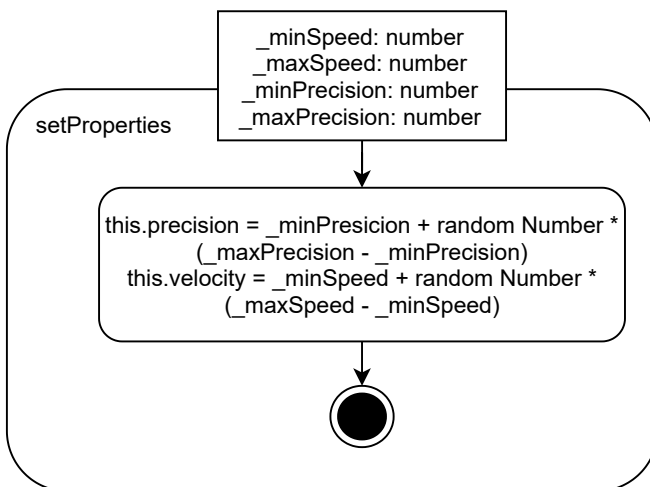 _minSpeed: number
_maxSpeed: number
_minPrecision: number
_maxPrecision: number
setProperties
this.precision = _minPresicion + random Number *
(_maxPrecision - _minPrecision)
this.velocity = _minSpeed + random Number *
(_maxSpeed - _minSpeed)